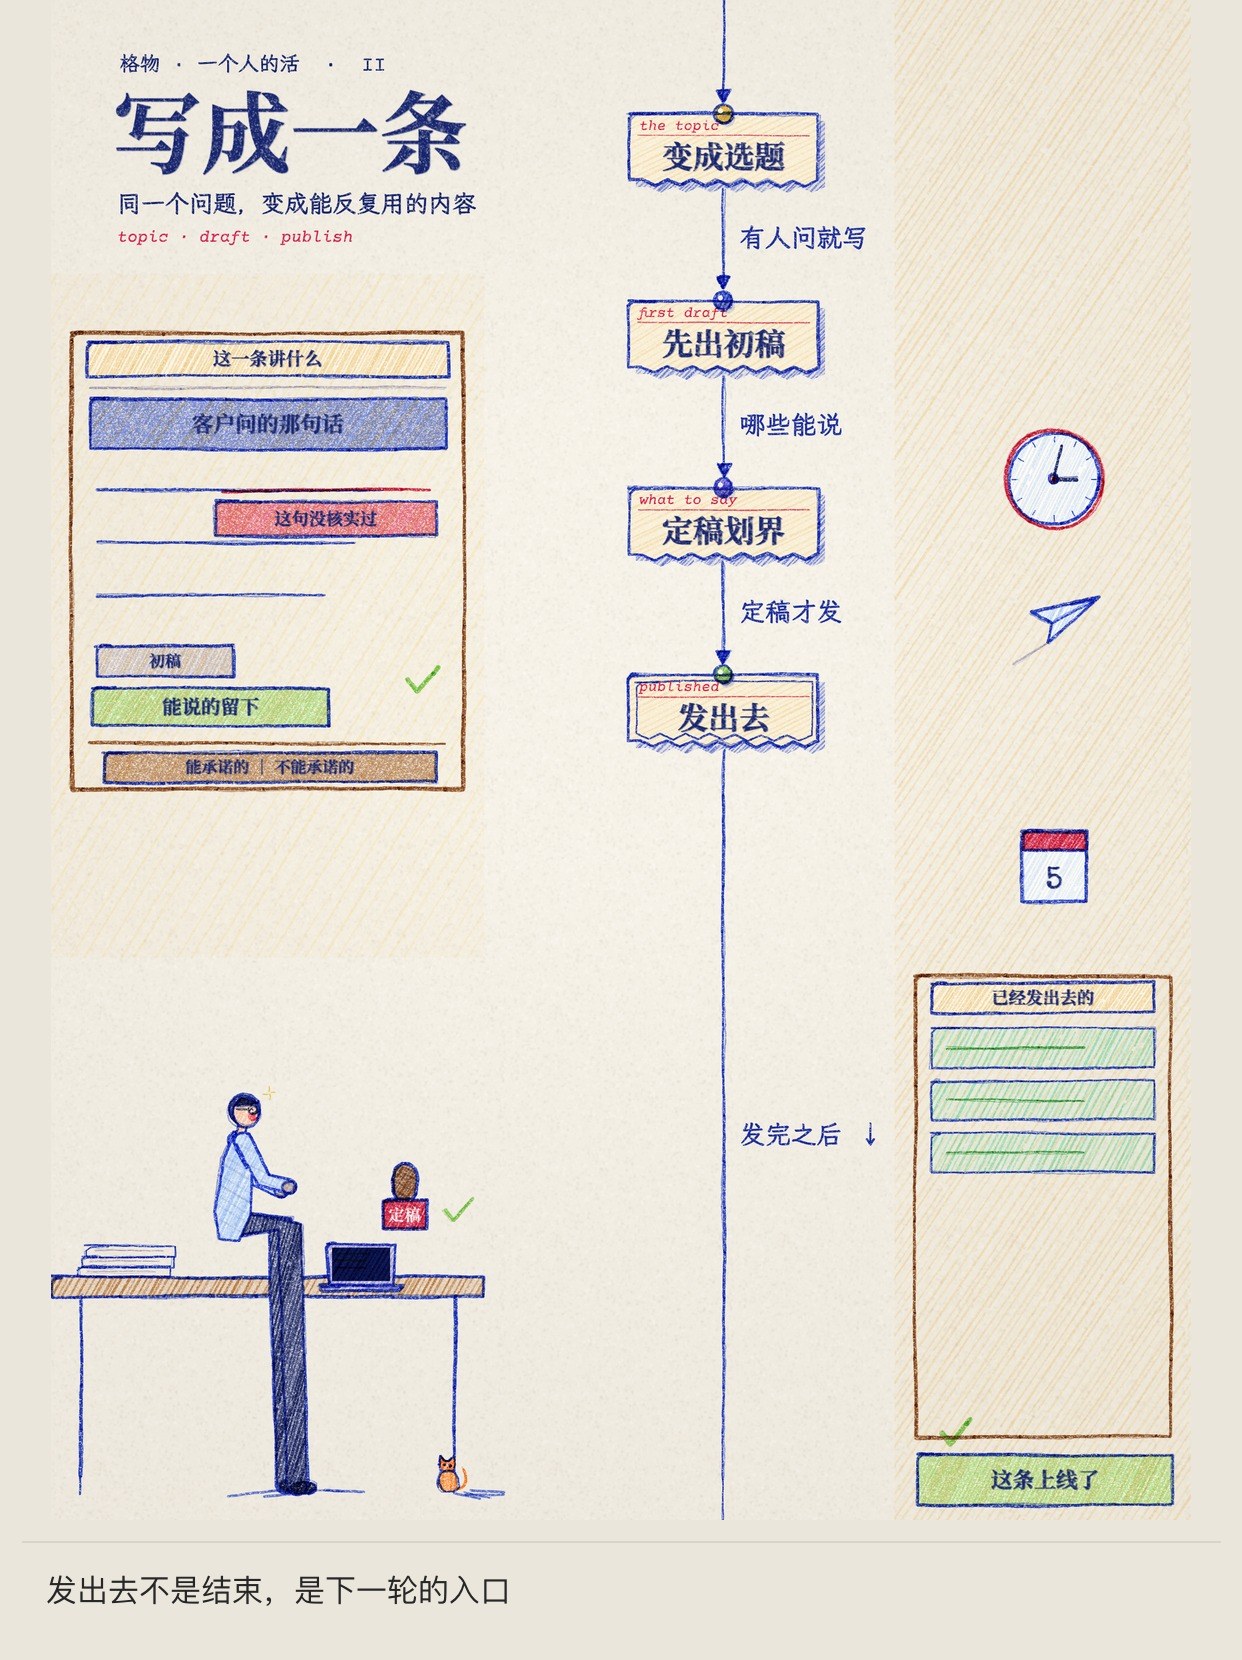 格物 · 一个人的活 · II
写成一条
同一个问题，变成能反复用的内容
topic · draft · publish
这一条讲什么
客户问的那句话
这句没核实过
初稿
能说的留下
能承诺的 | 不能承诺的
定稿
the topic
变成选题
有人问就写
first draft
先出初稿
哪些能说
what to say
定稿划界
定稿才发
published
发出去
发完之后 ↓
5
已经发出去的
这条上线了
发出去不是结束，是下一轮的入口